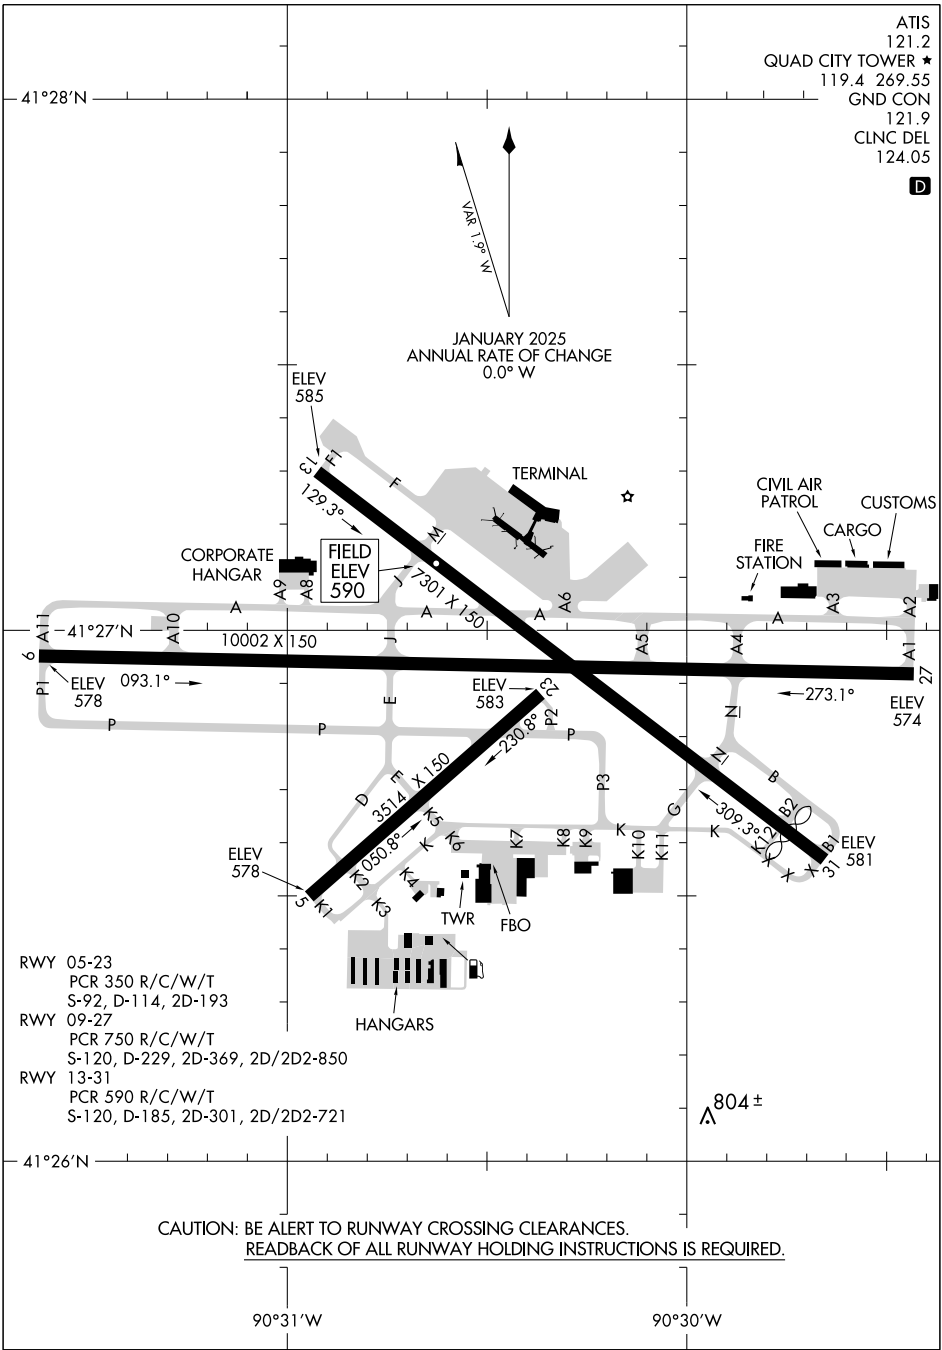 ATIS
121.2
QUAD CITY TOWER ★
119.4 269.55
GND CON
121.9
CLNC DEL
124.05
D
41°28'N
VAR 1.9° W
JANUARY 2025
ANNUAL RATE OF CHANGE
0.0° W
ELEV
585
13
F1
F
129.3°
TERMINAL
CIVIL AIR
PATROL
CUSTOMS
CARGO
FIRE
STATION
M
CORPORATE
HANGAR
FIELD
ELEV
590
J
7301 X 150
A9
A8
A
A
A
A6
A
A3
A2
A11
41°27'N
A10
10002 X 150
J
A5
A4
A1
9
27
P1
ELEV
578
093.1°
ELEV
583
23
273.1°
ELEV
574
E
P2
N
P
P
P
230.8°
N
B
D
E
3514 X 150
P3
G
309.3°
B2
K5
050.8°
K
K6
K7
K8
K9
K
K10
K11
K
K12
B1
ELEV
581
31
X
X
X
ELEV
578
5
K1
K2
K3
K4
TWR
FBO
HANGARS
RWY 05-23
PCR 350 R/C/W/T
S-92, D-114, 2D-193
RWY 09-27
PCR 750 R/C/W/T
S-120, D-229, 2D-369, 2D/2D2-850
RWY 13-31
PCR 590 R/C/W/T
S-120, D-185, 2D-301, 2D/2D2-721
804±
41°26'N
CAUTION: BE ALERT TO RUNWAY CROSSING CLEARANCES.
READBACK OF ALL RUNWAY HOLDING INSTRUCTIONS IS REQUIRED.
90°31'W
90°30'W